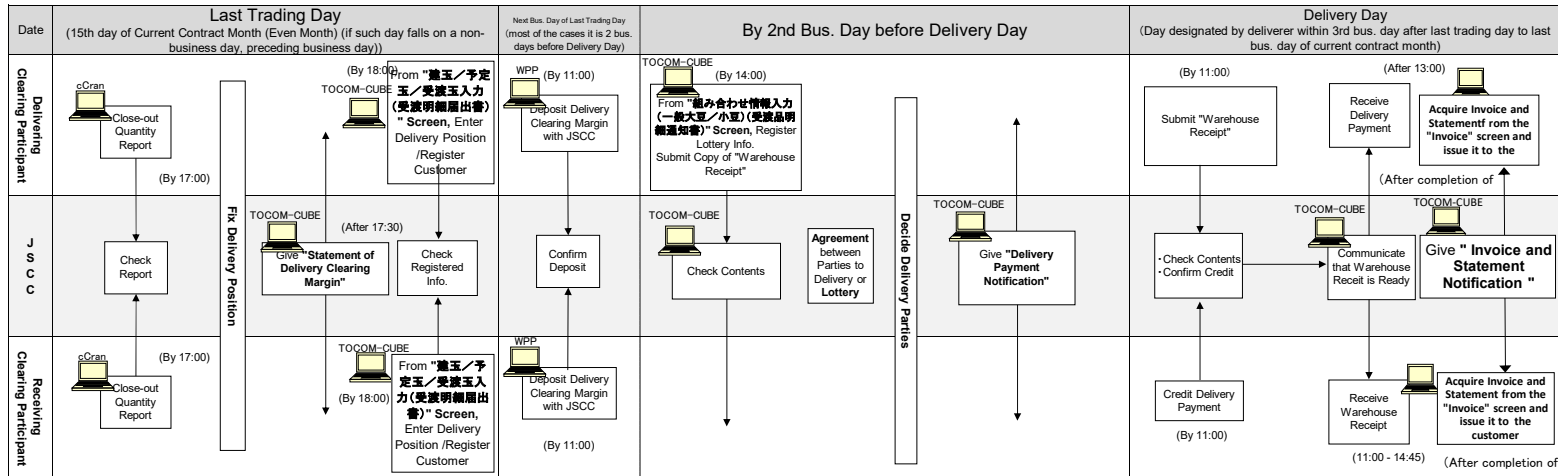 Date
Last Trading Day
(15th day of Current Contract Month (Even Month) (if such day falls on a non-
business day, preceding business day))
Next Bus. Day of Last Trading Day
(most of the cases it is 2 bus.
days before Delivery Day)
By 2nd Bus. Day before Delivery Day
Delivery Day
(Day designated by deliverer within 3rd bus. day after last trading day to last
bus. day of current contract month)
Delivering
Clearing Participant
cCran
Close-out
Quantity
Report
(By 17:00)
(By 18:00)
TOCOM-CUBE
From "建玉／予定
玉／受渡玉入力
(受渡明細届出書)
" Screen, Enter
Delivery Position
/Register
Customer
WPP
(By 11:00)
Deposit Delivery
Clearing Margin
with JSCC
TOCOM-CUBE
(By 14:00)
From "組み合わせ情報入力
(一般大豆／小豆)(受渡品明
細通知書)" Screen, Register
Lottery Info.
Submit Copy of "Warehouse
Receipt"
(By 11:00)
Submit "Warehouse
Receipt"
Receive
Delivery
Payment
(After 13:00)
Acquire Invoice and
Statementf rom the
"Invoice" screen and
issue it to the
(After completion of
JSCC
Check
Report
Fix Delivery Position
TOCOM-CUBE
(After 17:30)
Give "Statement of
Delivery Clearing
Margin"
Check
Registered
Info.
Confirm
Deposit
TOCOM-CUBE
Check Contents
Agreement
between
Parties to
Delivery or
Lottery
Decide Delivery Parties
TOCOM-CUBE
Give "Delivery
Payment
Notification"
・Check Contents
・Confirm Credit
TOCOM-CUBE
Communicate
that Warehouse
Receit is Ready
TOCOM-CUBE
Give " Invoice and
Statement
Notification "
Receiving
Clearing Participant
cCran
(By 17:00)
Close-out
Quantity
Report
TOCOM-CUBE
(By 18:00)
From "建玉／予
定玉／受渡玉入
力(受渡明細届出
書)" Screen,
Enter Delivery
Position /Register
Customer
WPP
Deposit Delivery
Clearing Margin
with JSCC
(By 11:00)
Credit Delivery
Payment
(By 11:00)
Receive
Warehouse
Receipt
(11:00 - 14:45)
Acquire Invoice and
Statement from the
"Invoice" screen and
issue it to the
customer
(After completion of